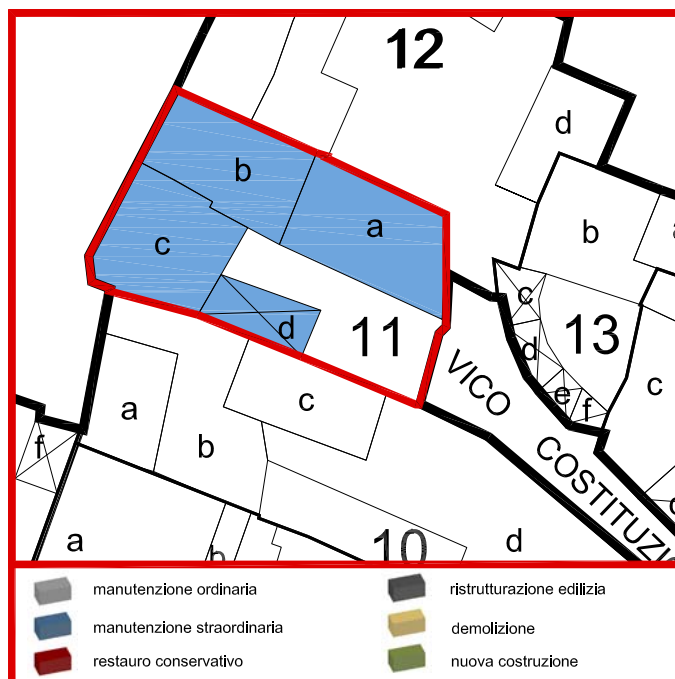 12
d
b
a
b
a
c
c
13
d
d
11
VICO COSTITUZI
e
f
c
c
a
b
f
a
b
10
d
c
manutenzione ordinaria
manutenzione straordinaria
restauro conservativo
ristrutturazione edilizia
demolizione
nuova costruzione